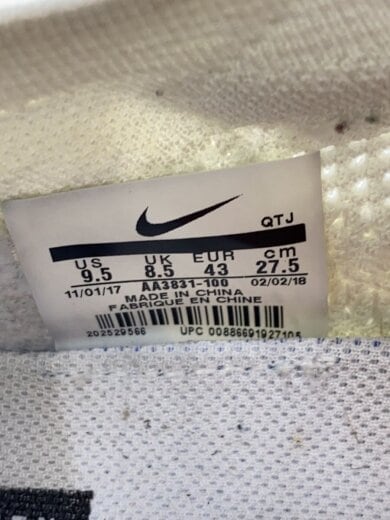 QTJ
US UK EUR cm
9.5 8.5 43 27.5
11/01/17 AA3831-100 02/02/18
MADE IN CHINA
FABRIQUE EN CHINE
202529566 UPC 00886691927105